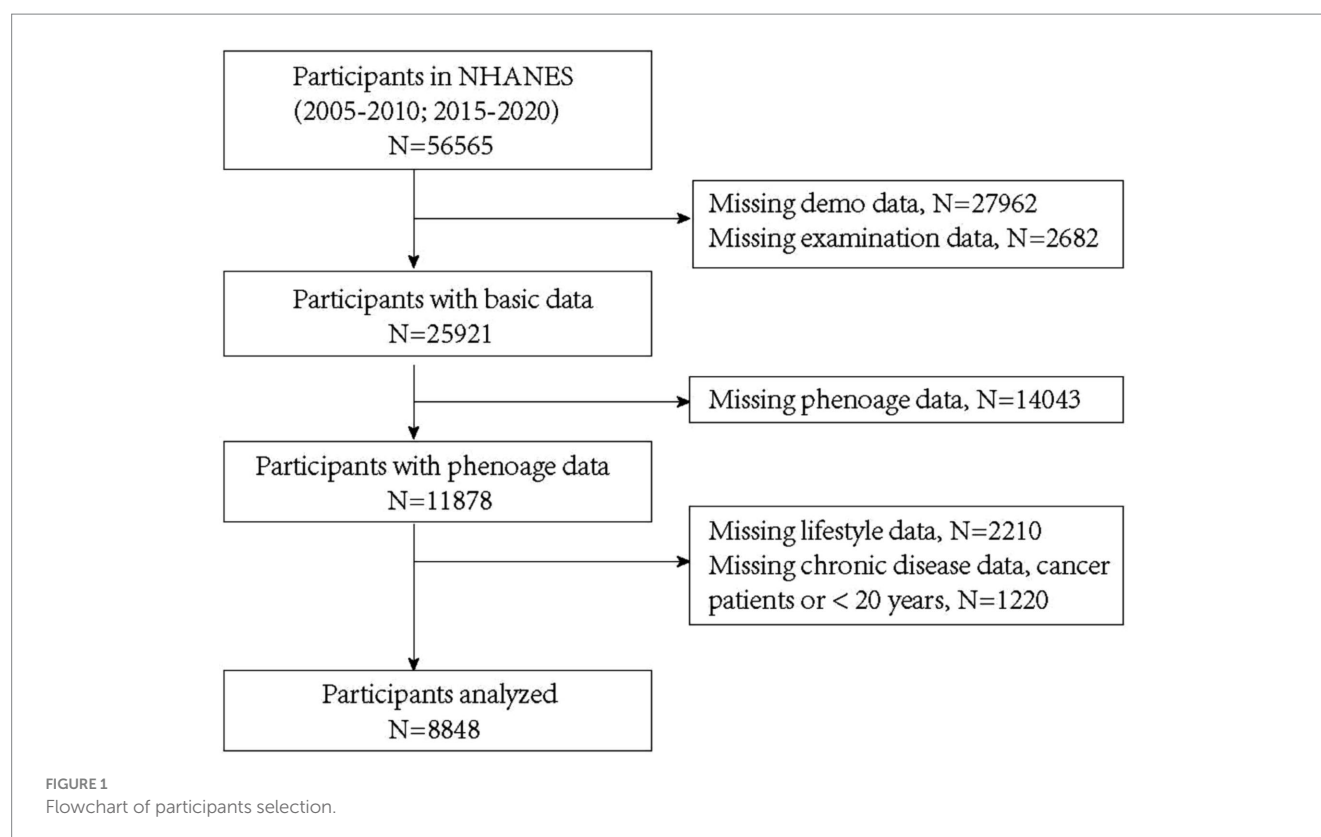 Participants in NHANES
(2005-2010; 2015-2020)
N=56565
Missing demo data, N=27962
Missing examination data, N=2682
Participants with basic data
N=25921
Missing phenoage data, N=14043
Participants with phenoage data
N=11878
Missing lifestyle data, N=2210
Missing chronic disease data, cancer
patients or < 20 years, N=1220
Participants analyzed
N=8848
FIGURE 1
Flowchart of participants selection.